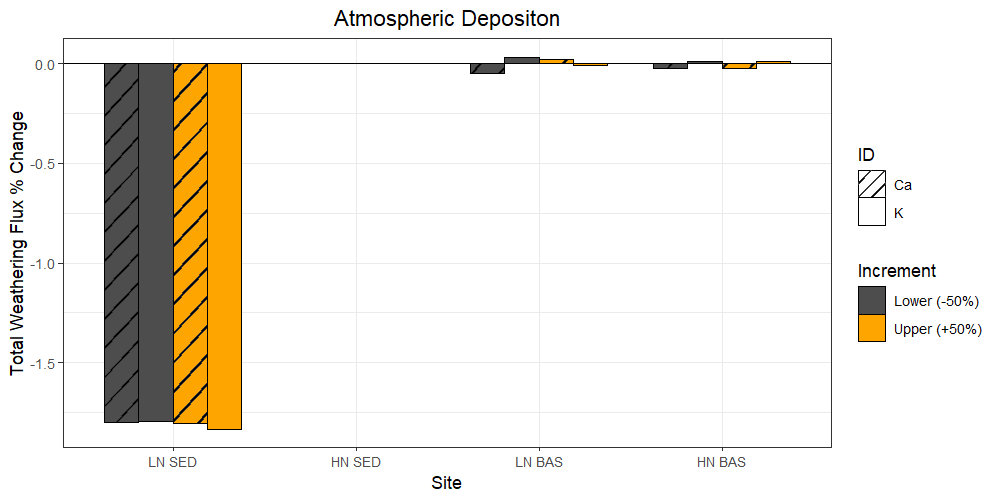 Atmospheric Depositon
Total Weathering Flux % Change
0.0
-0.5
-1.0
-1.5
LN SED
HN SED
LN BAS
HN BAS
Site
ID
Ca
K
Increment
Lower (-50%)
Upper (+50%)